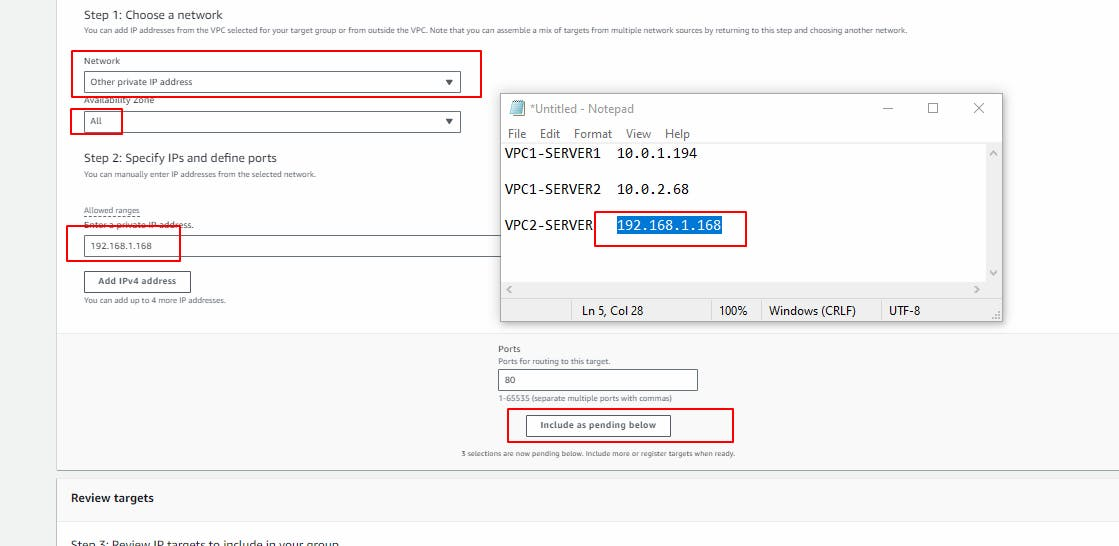 Step 1: Choose a network
You can add IP addresses from the VPC selected for your target group or from outside the VPC. Note that you can assemble a mix of targets from multiple network sources by returning to this step and choosing another network.
Network
Other private IP address
Availability Zone
All
Step 2: Specify IPs and define ports
You can manually enter IP addresses from the selected network.
Allowed ranges
Enter a private IP address.
192.168.1.168
Add IPv4 address
You can add up to 4 more IP addresses.
*Untitled - Notepad
File Edit Format View Help
VPC1-SERVER1 10.0.1.194
VPC1-SERVER2 10.0.2.68
VPC2-SERVER 192.168.1.168
Ln 5, Col 28 100% Windows (CRLF) UTF-8
Ports
Ports for routing to this target.
80
1-65535 (separate multiple ports with commas)
Include as pending below
3 selections are now pending below. Include more or register targets when ready.
Review targets
Step 3: Review IP targets to include in your group